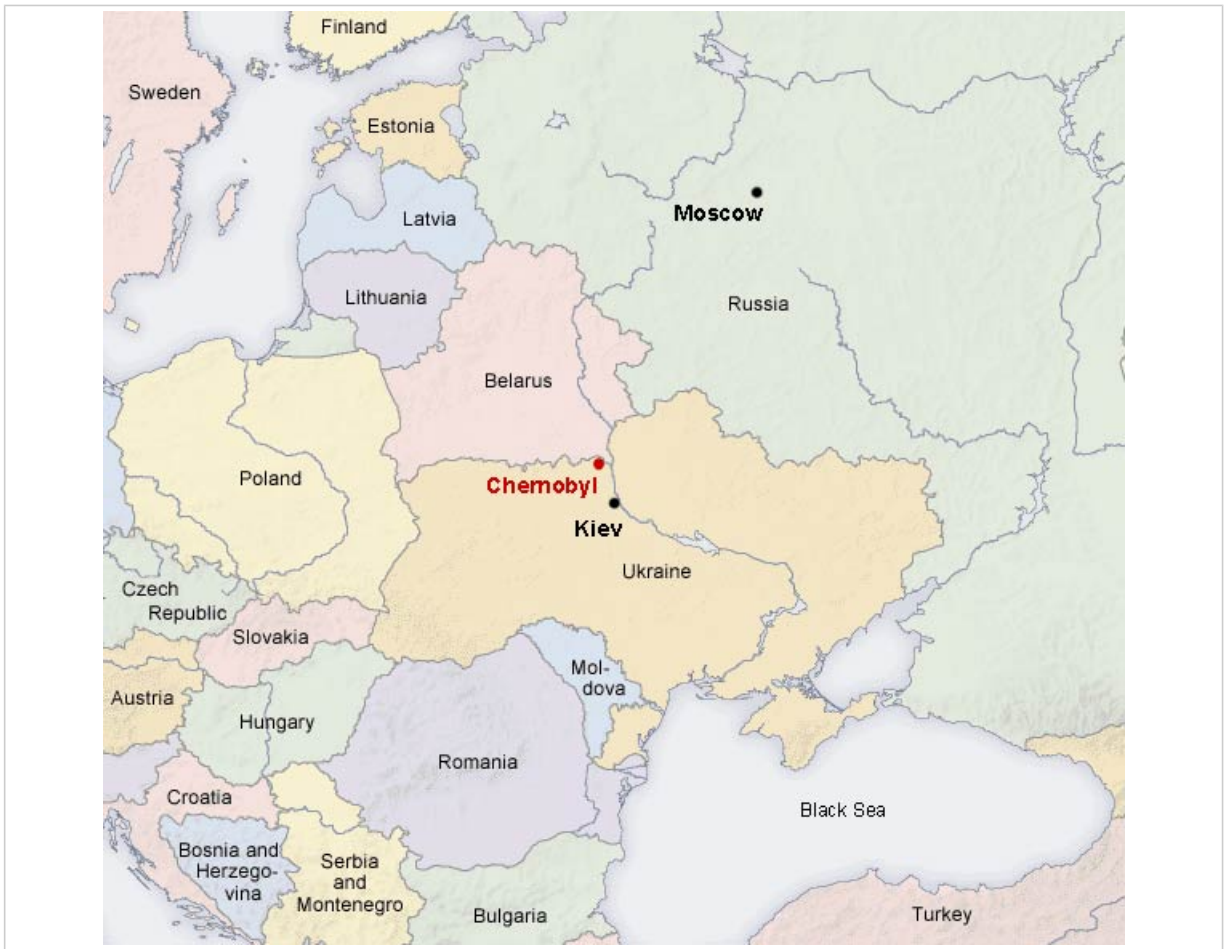 Finland
Sweden
Estonia
Moscow
Latvia
Lithuania
Russia
Belarus
Poland
Chernobyl
Kiev
Ukraine
Czech
Republic
Slovakia
Mol-
dova
Austria
Hungary
Romania
Croatia
Black Sea
Bosnia and
Herzego-
vina
Serbia
and
Montenegro
Bulgaria
Turkey